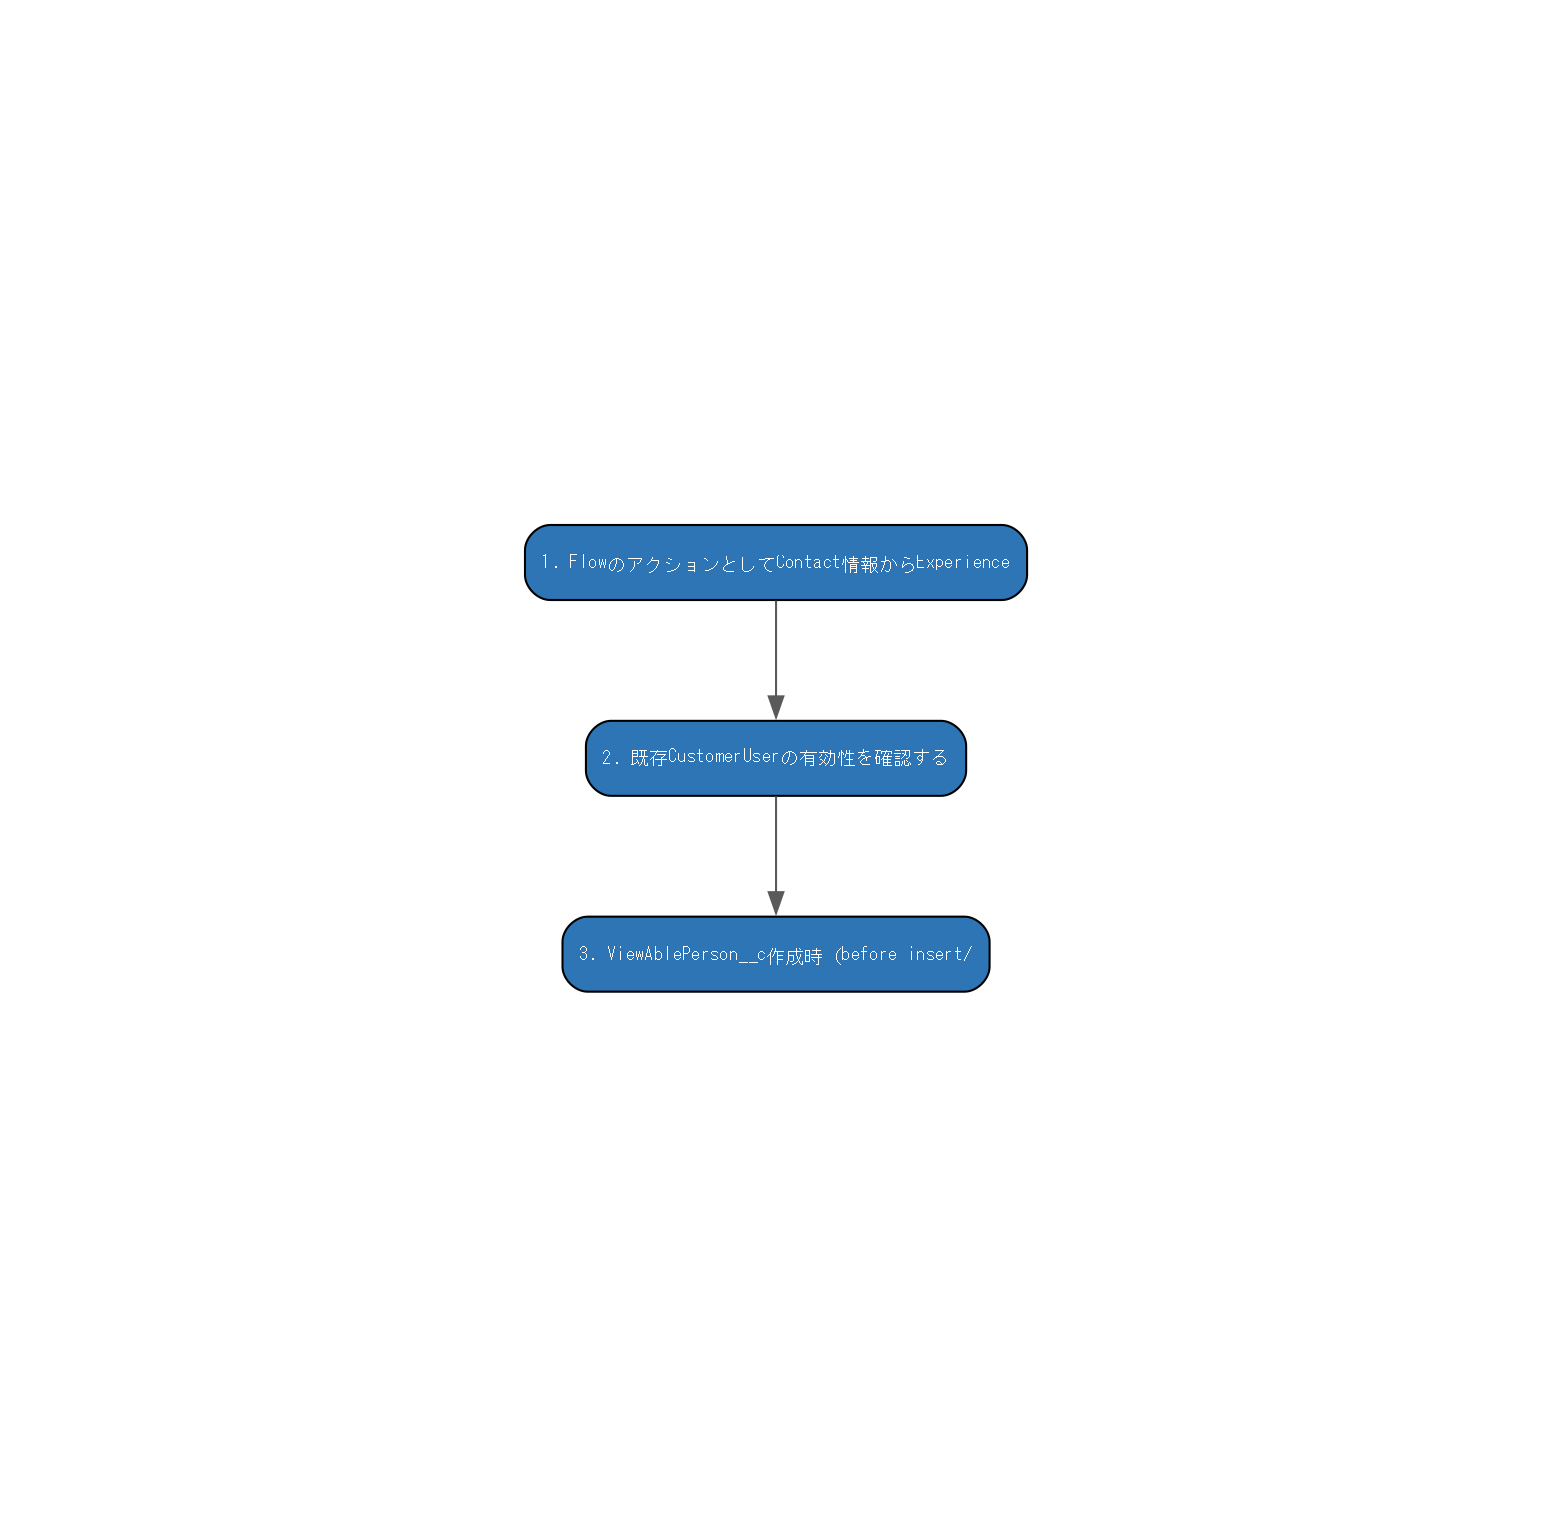 1. FlowのアクションとしてContact情報からExperience
2. 既存CustomerUserの有効性を確認する
3. ViewAblePerson__c作成時 (before insert/